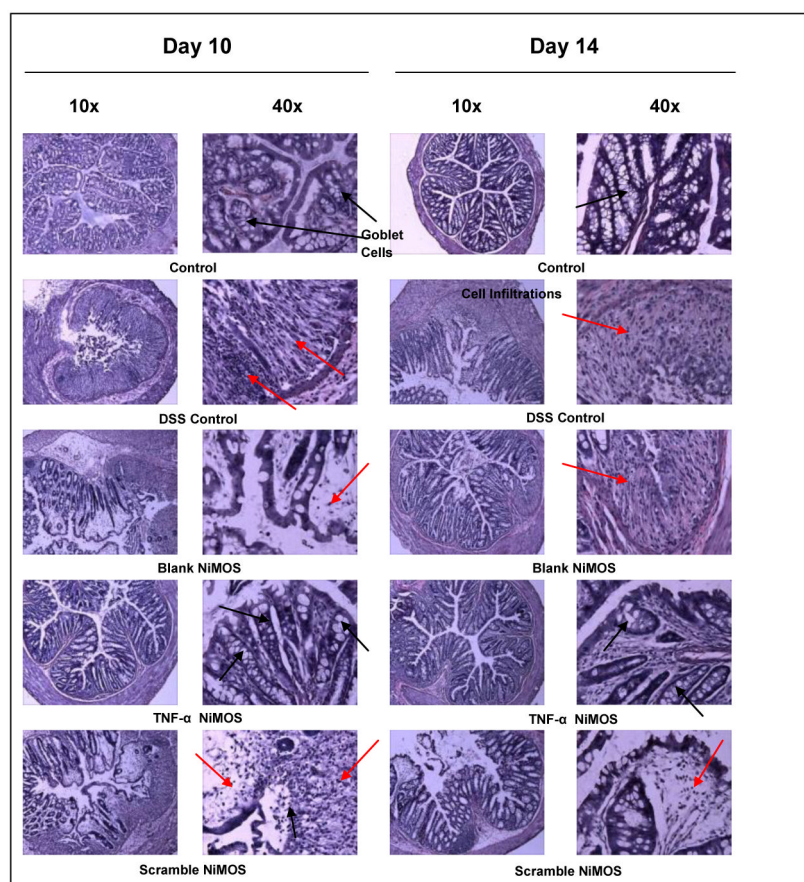 Day 10
Day 14
10x
40x
10x
40x
Goblet
Cells
Control
Control
Cell Infiltrations
DSS Control
DSS Control
Blank NiMOS
Blank NiMOS
TNF-α NiMOS
TNF-α NiMOS
Scramble NiMOS
Scramble NiMOS